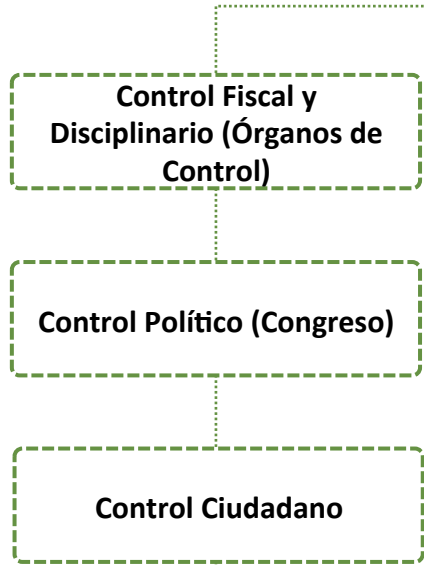 Control Fiscal y
Disciplinario (Órganos de
Control)
Control Político (Congreso)
Control Ciudadano